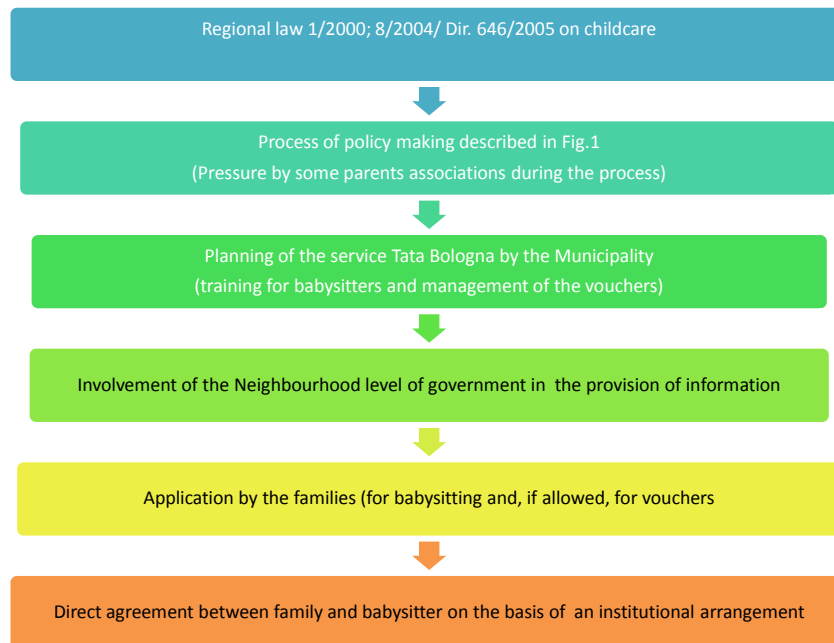 Regional law 1/2000; 8/2004/ Dir. 646/2005 on childcare
Process of policy making described in Fig.1
(Pressure by some parents associations during the process)
Planning of the service Tata Bologna by the Municipality
(training for babysitters and management of the vouchers)
Involvement of the Neighbourhood level of government in the provision of information
Application by the families (for babysitting and, if allowed, for vouchers
Direct agreement between family and babysitter on the basis of an institutional arrangement